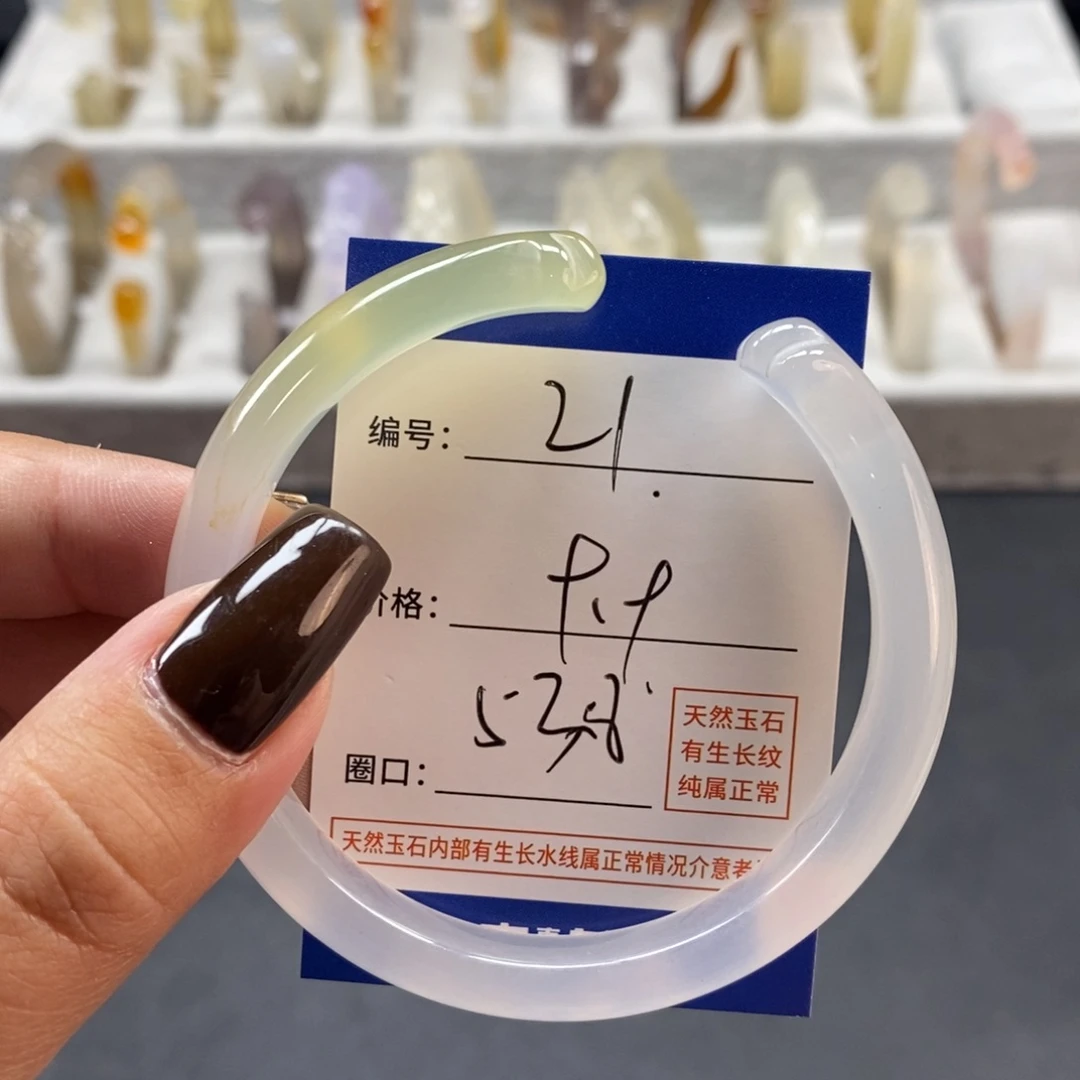 编号： 21.
价格：
圈口： 52
天然玉石
有生长纹
纯属正常
天然玉石内部有生长水线属正常情况介意者